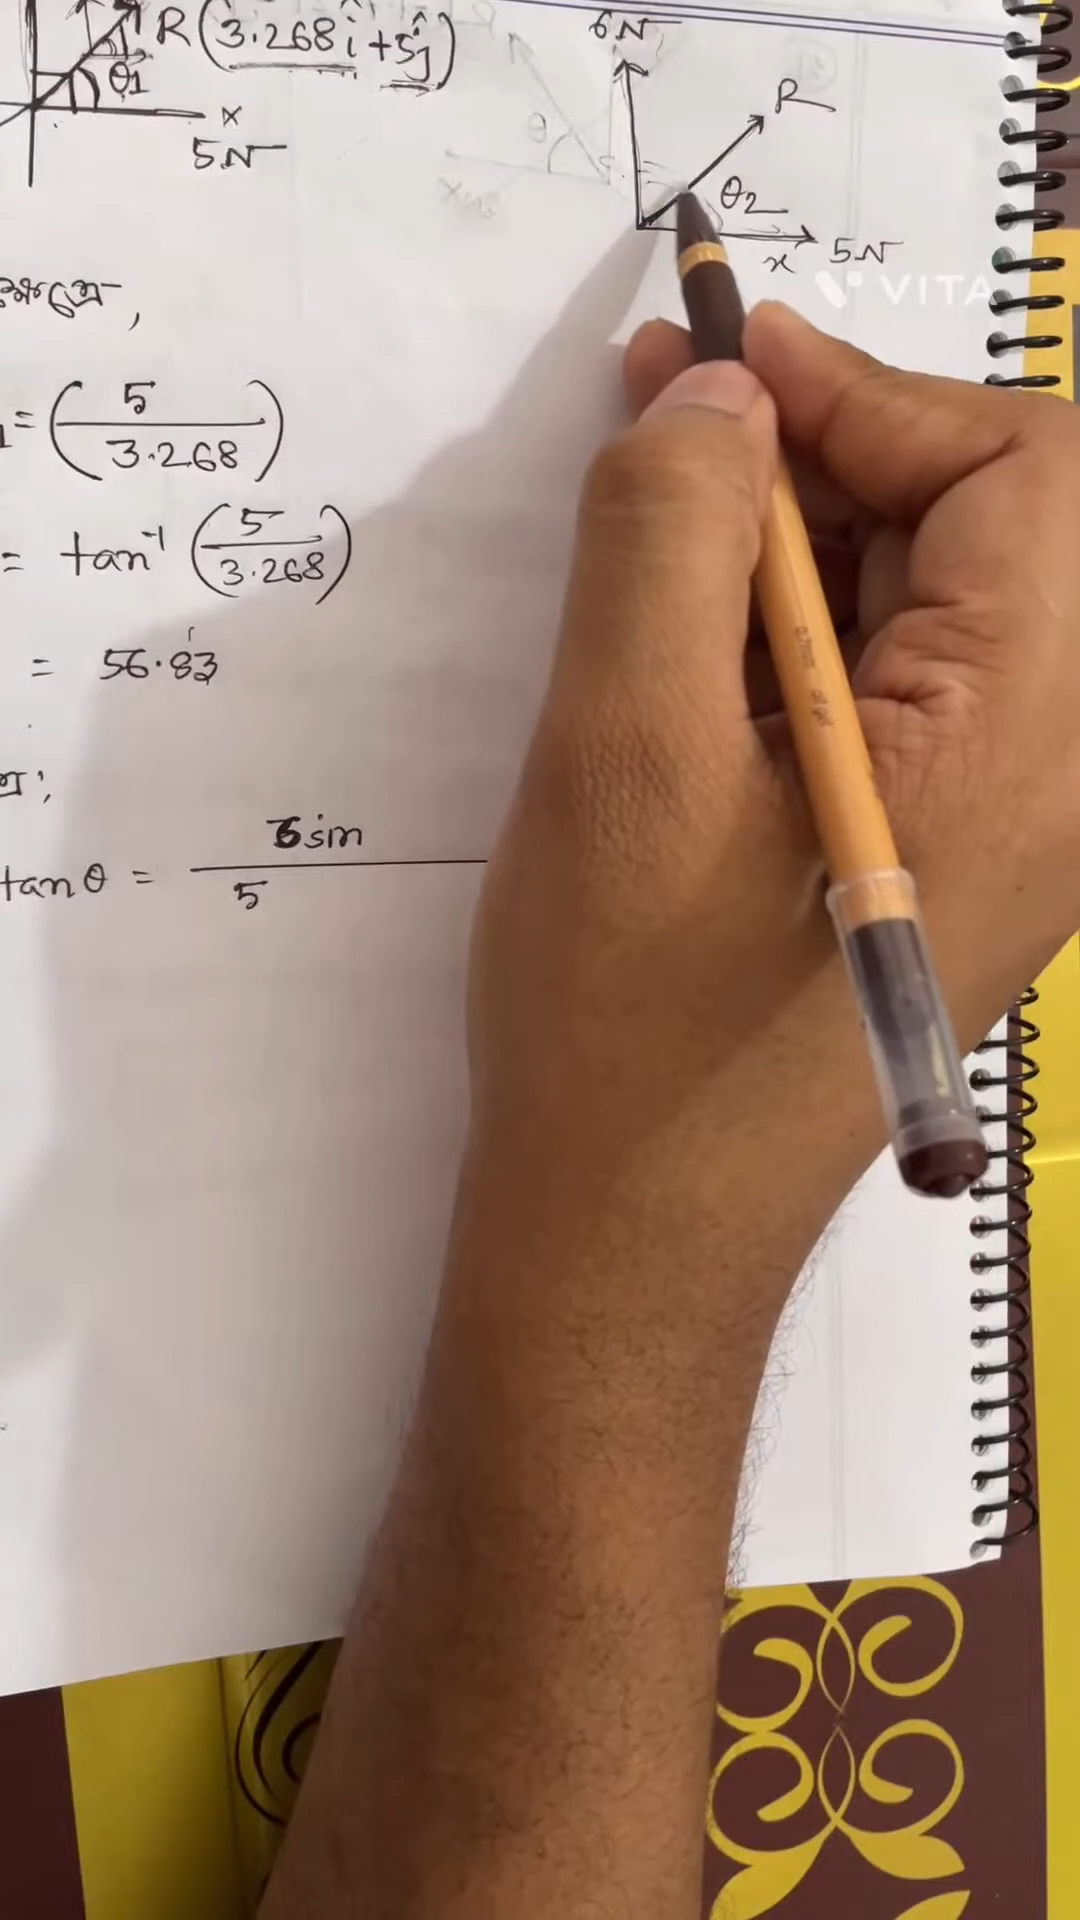 R(3.268î+5ĵ)
θ1
x
5N
6N
R
θ2
x
5N
VITA
= (5/3.268)
= tan⁻¹ (5/3.268)
= 56.83
tanθ = 6sin/5